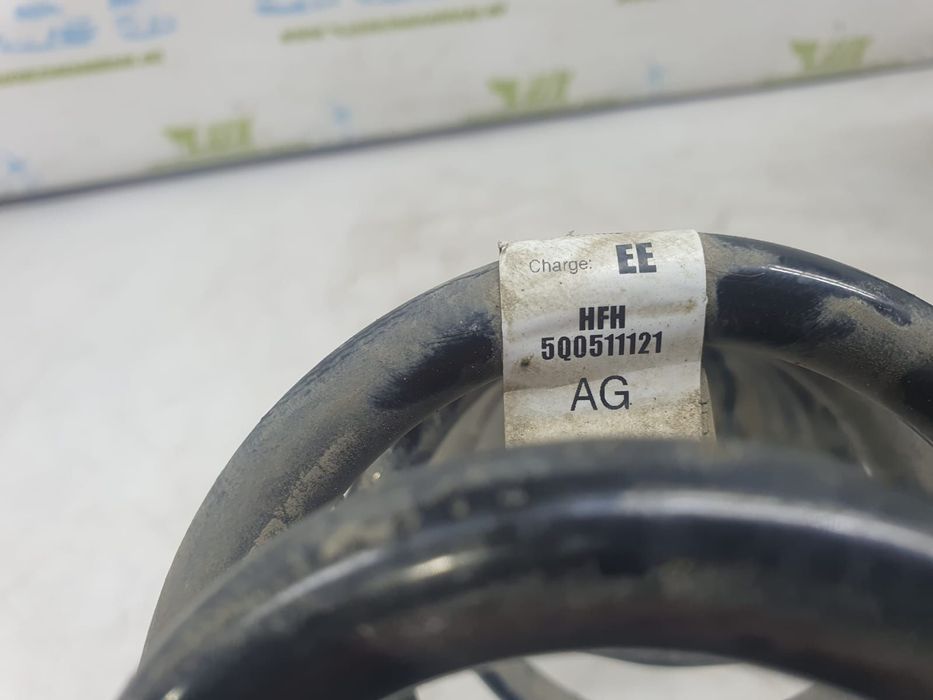 Charge: EE
HFH
5Q0511121
AG